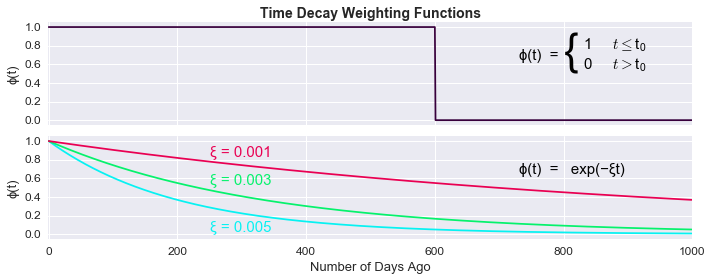 Time Decay Weighting Functions
1.0
0.8
0.6
0.4
0.2
0.0
ϕ(t)
ϕ(t) = { 1 t ≤ t₀
0 t > t₀
1.0
0.8
0.6
0.4
0.2
0.0
ϕ(t)
ξ = 0.001
ξ = 0.003
ξ = 0.005
ϕ(t) = exp(−ξt)
0 200 400 600 800 1000
Number of Days Ago